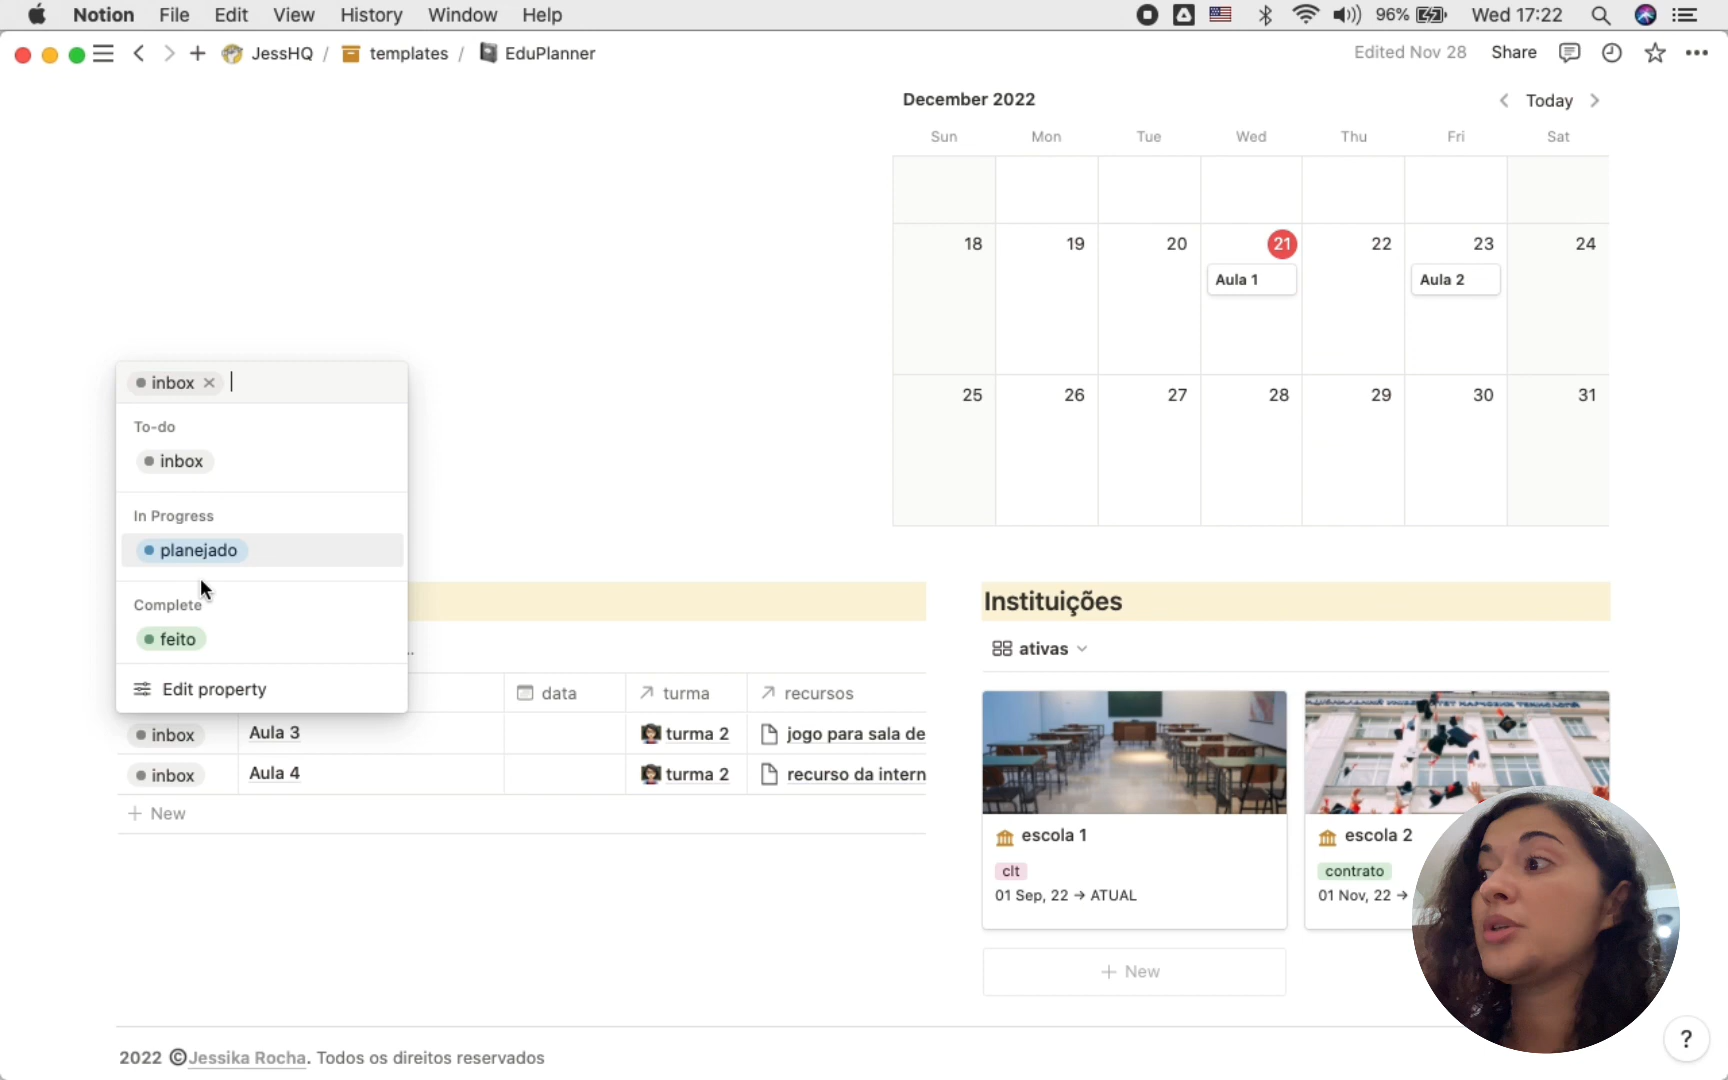 Notion File Edit View History Window Help 96% Wed 17:22
JessHQ / templates / EduPlanner Edited Nov 28 Share
December 2022 Today
Sun Mon Tue Wed Thu Fri Sat
18 19 20 21 22 23 24
Aula 1 Aula 2
25 26 27 28 29 30 31
inbox
To-do
inbox
In Progress
planejado
Complete
feito
Edit property
Instituições
ativas
data turma recursos
inbox Aula 3 turma 2 jogo para sala de
inbox Aula 4 turma 2 recurso da intern
+ New
escola 1
clt
01 Sep, 22 → ATUAL
escola 2
contrato
01 Nov, 22 →
+ New
2022 ©Jessika Rocha. Todos os direitos reservados
?